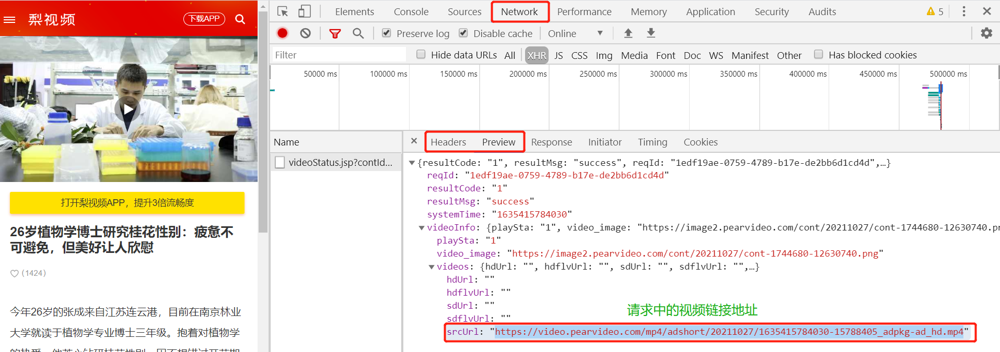 梨视频
下载APP
打开梨视频APP，提升3倍流畅度
26岁植物学博士研究桂花性别：疲惫不
可避免，但美好让人欣慰
(1424)
今年26岁的张成来自江苏连云港，目前在南京林业
大学就读于植物学专业博士三年级。抱着对植物学
Elements Console Sources Network Performance Memory Application Security Audits 5
Preserve log Disable cache Online
Filter Hide data URLs All XHR JS CSS Img Media Font Doc WS Manifest Other Has blocked cookies
50000 ms 100000 ms 150000 ms 200000 ms 250000 ms 300000 ms 350000 ms 400000 ms 450000 ms 500000 ms
Name
videoStatus.jsp?contId...
Headers Preview Response Initiator Timing Cookies
{resultCode: "1", resultMsg: "success", reqId: "1edf19ae-0759-4789-b17e-de2bb6d1cd4d",…}
reqId: "1edf19ae-0759-4789-b17e-de2bb6d1cd4d"
resultCode: "1"
resultMsg: "success"
systemTime: "1635415784030"
videoInfo: {playSta: "1", video_image: "https://image2.pearvideo.com/cont/20211027/cont-1744680-12630740.pn
playSta: "1"
video_image: "https://image2.pearvideo.com/cont/20211027/cont-1744680-12630740.png"
videos: {hdUrl: "", hdflvUrl: "", sdUrl: "", sdflvUrl: "",…}
hdUrl: ""
hdflvUrl: ""
sdUrl: ""
sdflvUrl: ""
请求中的视频链接地址
srcUrl: "https://video.pearvideo.com/mp4/adshort/20211027/1635415784030-15788405_adpkg-ad_hd.mp4"